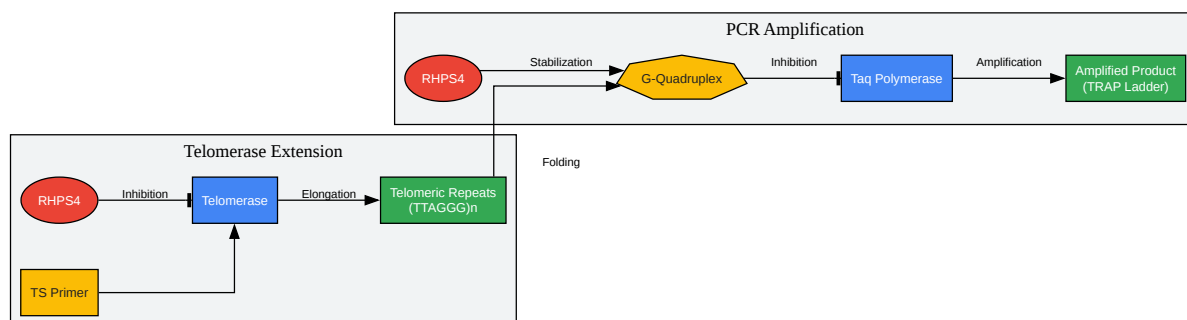 PCR Amplification
RHPS4
Stabilization
G-Quadruplex
Inhibition
Taq Polymerase
Amplification
Amplified Product
(TRAP Ladder)
Telomerase Extension
Folding
RHPS4
Inhibition
Telomerase
Elongation
Telomeric Repeats
(TTAGGG)n
TS Primer